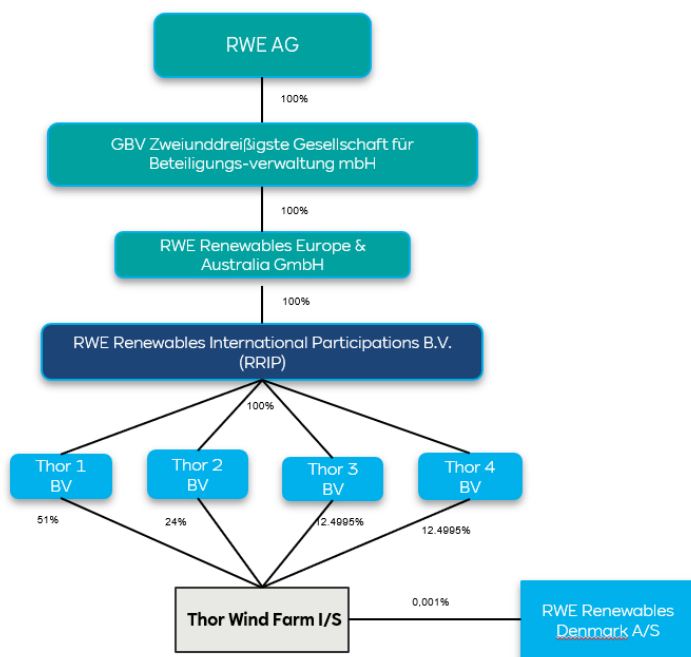 RWE AG
100%
GBV Zweiunddreißigste Gesellschaft für
Beteiligungs-verwaltung mbH
100%
RWE Renewables Europe &
Australia GmbH
100%
RWE Renewables International Participations B.V.
(RRIP)
100%
Thor 1
BV
Thor 2
BV
Thor 3
BV
Thor 4
BV
51%
24%
12.4995%
12.4995%
Thor Wind Farm I/S
0,001%
RWE Renewables
Denmark A/S